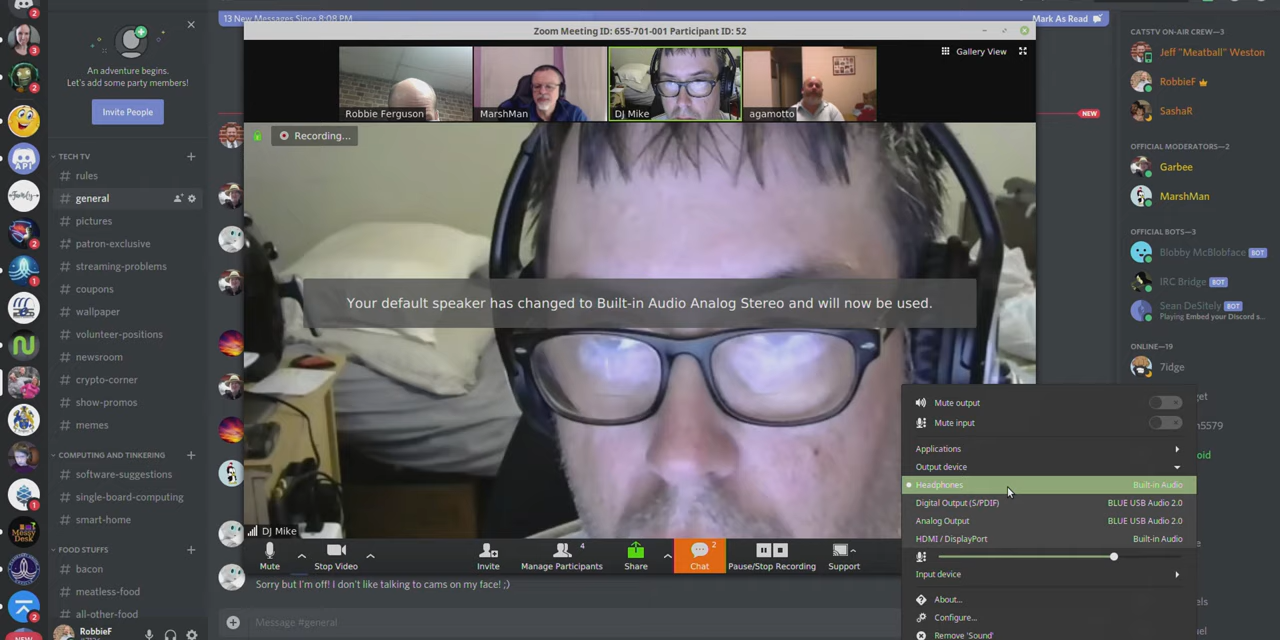 13 New Messages Since 8:08 PM
Mark As Read
An adventure begins.
Let's add some party members!
Invite People
TECH TV
# rules
# general
# pictures
# patron-exclusive
# streaming-problems
# coupons
# wallpaper
# volunteer-positions
# newsroom
# crypto-corner
# show-promos
# memes
COMPUTING AND TINKERING
# software-suggestions
# single-board-computing
# smart-home
FOOD STUFFS
# bacon
# meatless-food
# all-other-food
RobbieF
Zoom Meeting ID: 655-701-001 Participant ID: 52
Gallery View
Robbie Ferguson
MarshMan
DJ Mike
agamotto
NEW
Recording...
Your default speaker has changed to Built-in Audio Analog Stereo and will now be used.
DJ Mike
Mute
Stop Video
Invite
4
Manage Participants
Share
2
Chat
Pause/Stop Recording
Support
Sorry but I'm off! I don't like talking to cams on my face! ;)
Message #general
Mute output
Mute input
Applications
Output device
Headphones Built-in Audio
Digital Output (S/PDIF) BLUE USB Audio 2.0
Analog Output BLUE USB Audio 2.0
HDMI / DisplayPort Built-in Audio
Input device
About...
Configure...
Remove 'Sound'
CATSTV ON-AIR CREW—3
Jeff "Meatball" Weston
RobbieF
SashaR
OFFICIAL MODERATORS—2
Garbee
MarshMan
OFFICIAL BOTS—3
Blobby McBlobface BOT
IRC Bridge BOT
Sean DeSitely BOT
Playing Embed your Discord s...
ONLINE—19
7idge